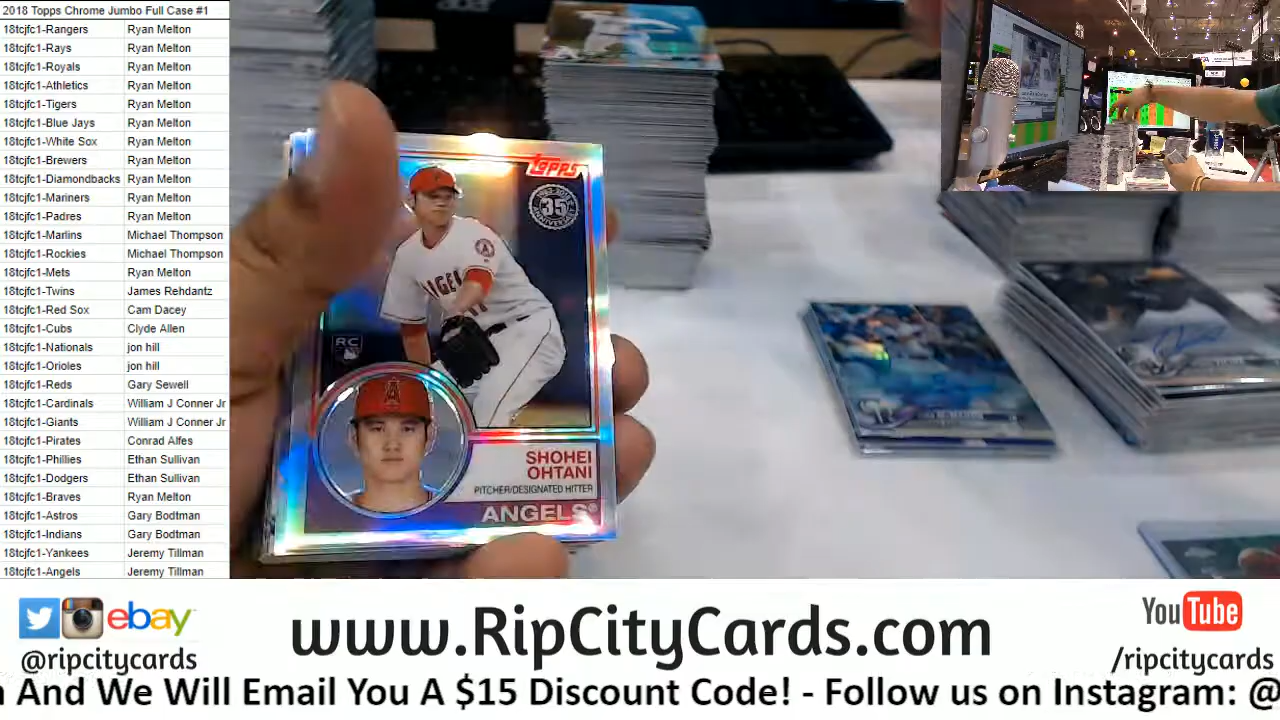 2018 Topps Chrome Jumbo Full Case #1
18tcjfc1-Rangers Ryan Melton
18tcjfc1-Rays Ryan Melton
18tcjfc1-Royals Ryan Melton
18tcjfc1-Athletics Ryan Melton
18tcjfc1-Tigers Ryan Melton
18tcjfc1-Blue Jays Ryan Melton
18tcjfc1-White Sox Ryan Melton
18tcjfc1-Brewers Ryan Melton
18tcjfc1-Diamondbacks Ryan Melton
18tcjfc1-Mariners Ryan Melton
18tcjfc1-Padres Ryan Melton
18tcjfc1-Marlins Michael Thompson
18tcjfc1-Rockies Michael Thompson
18tcjfc1-Mets Ryan Melton
18tcjfc1-Twins James Rehdantz
18tcjfc1-Red Sox Cam Dacey
18tcjfc1-Cubs Clyde Allen
18tcjfc1-Nationals jon hill
18tcjfc1-Orioles jon hill
18tcjfc1-Reds Gary Sewell
18tcjfc1-Cardinals William J Conner Jr
18tcjfc1-Giants William J Conner Jr
18tcjfc1-Pirates Conrad Alfes
18tcjfc1-Phillies Ethan Sullivan
18tcjfc1-Dodgers Ethan Sullivan
18tcjfc1-Braves Ryan Melton
18tcjfc1-Astros Gary Bodtman
18tcjfc1-Indians Gary Bodtman
18tcjfc1-Yankees Jeremy Tillman
18tcjfc1-Angels Jeremy Tillman
Topps
35
ANNIVERSARY
ANGEL
RC
SHOHEI
OHTANI
PITCHER/DESIGNATED HITTER
ANGELS®
ebay
@ripcitycards
www.RipCityCards.com
YouTube
/ripcitycards
And We Will Email You A $15 Discount Code! - Follow us on Instagram: @